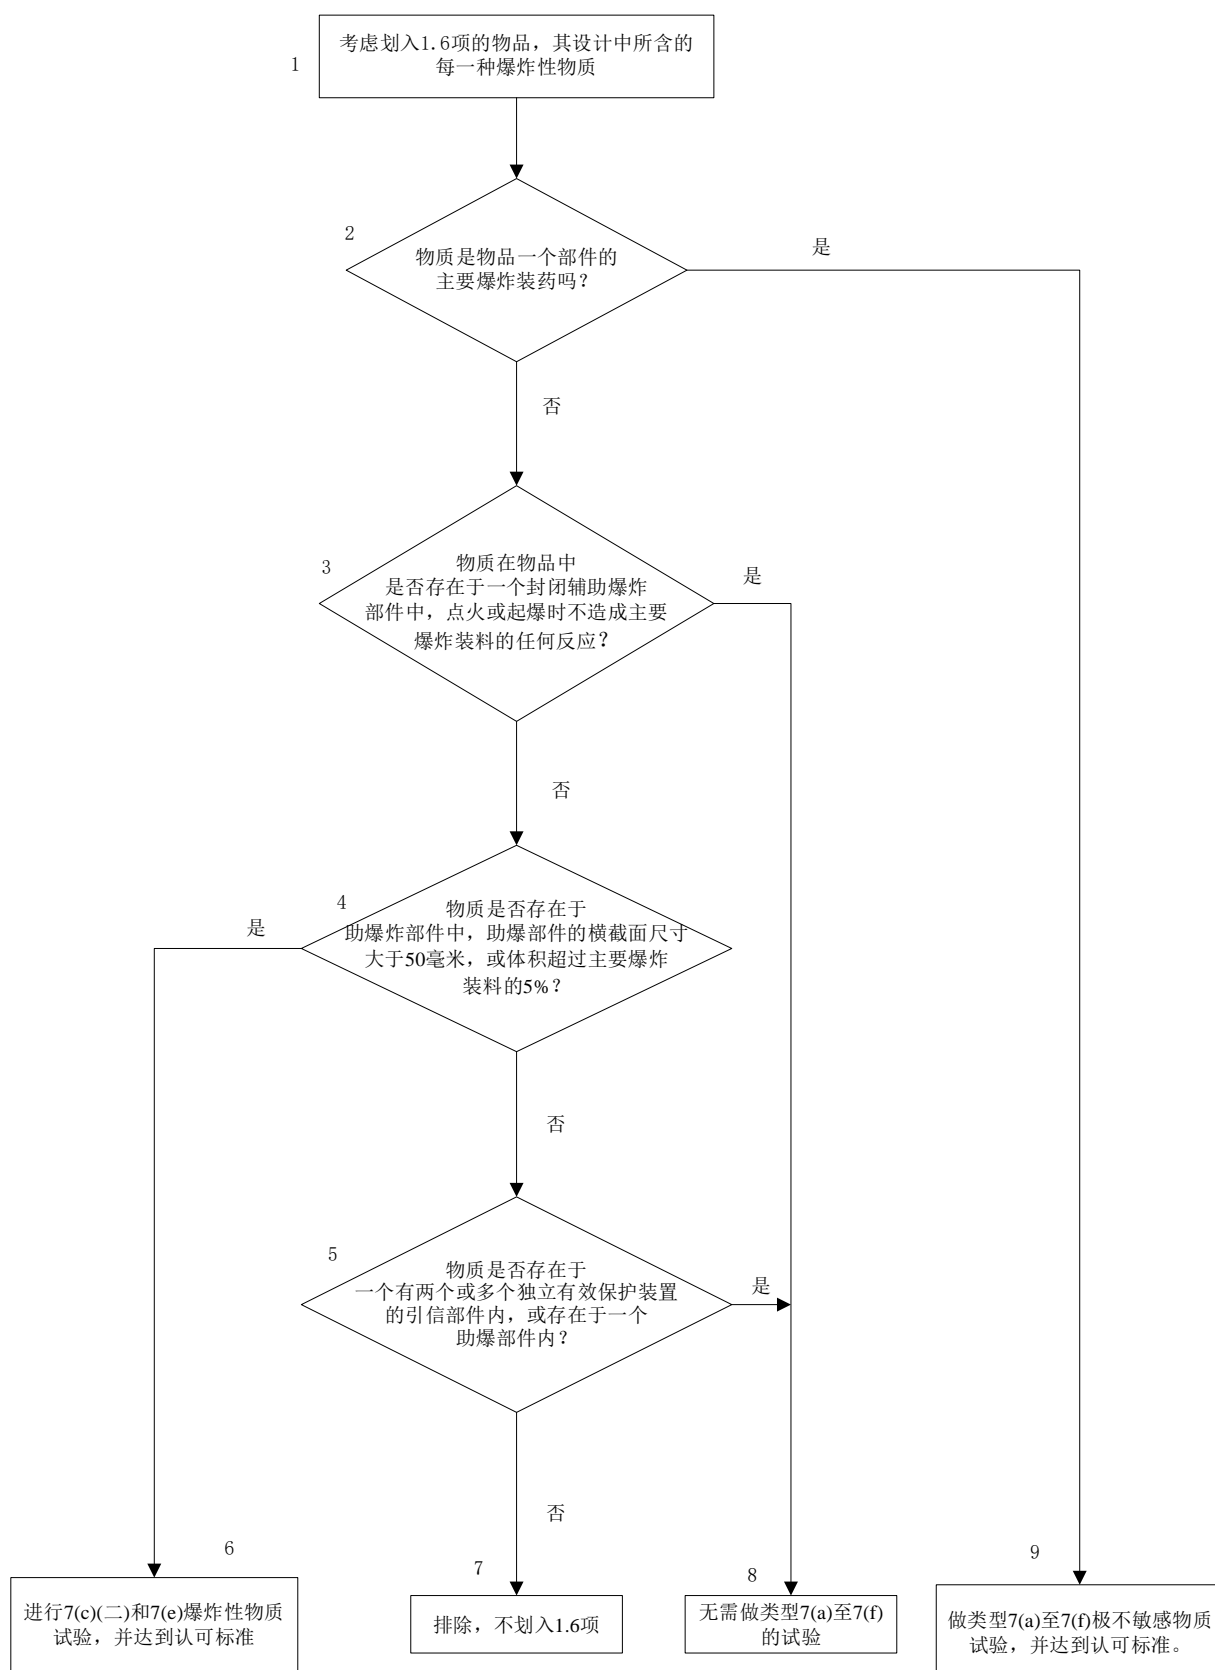 1
考虑划入1.6项的物品，其设计中所含的
每一种爆炸性物质
2
物质是物品一个部件的
主要爆炸装药吗？
是
否
3
物质在物品中
是否存在于一个封闭辅助爆炸
部件中，点火或起爆时不造成主要
爆炸装料的任何反应？
是
否
4
物质是否存在于
助爆炸部件中，助爆部件的横截面尺寸
大于50毫米，或体积超过主要爆炸
装料的5%？
是
否
5
物质是否存在于
一个有两个或多个独立有效保护装置
的引信部件内，或存在于一个
助爆部件内？
是
否
6
进行7(c)(二)和7(e)爆炸性物质
试验，并达到认可标准
7
排除，不划入1.6项
8
无需做类型7(a)至7(f)
的试验
9
做类型7(a)至7(f)极不敏感物质
试验，并达到认可标准。